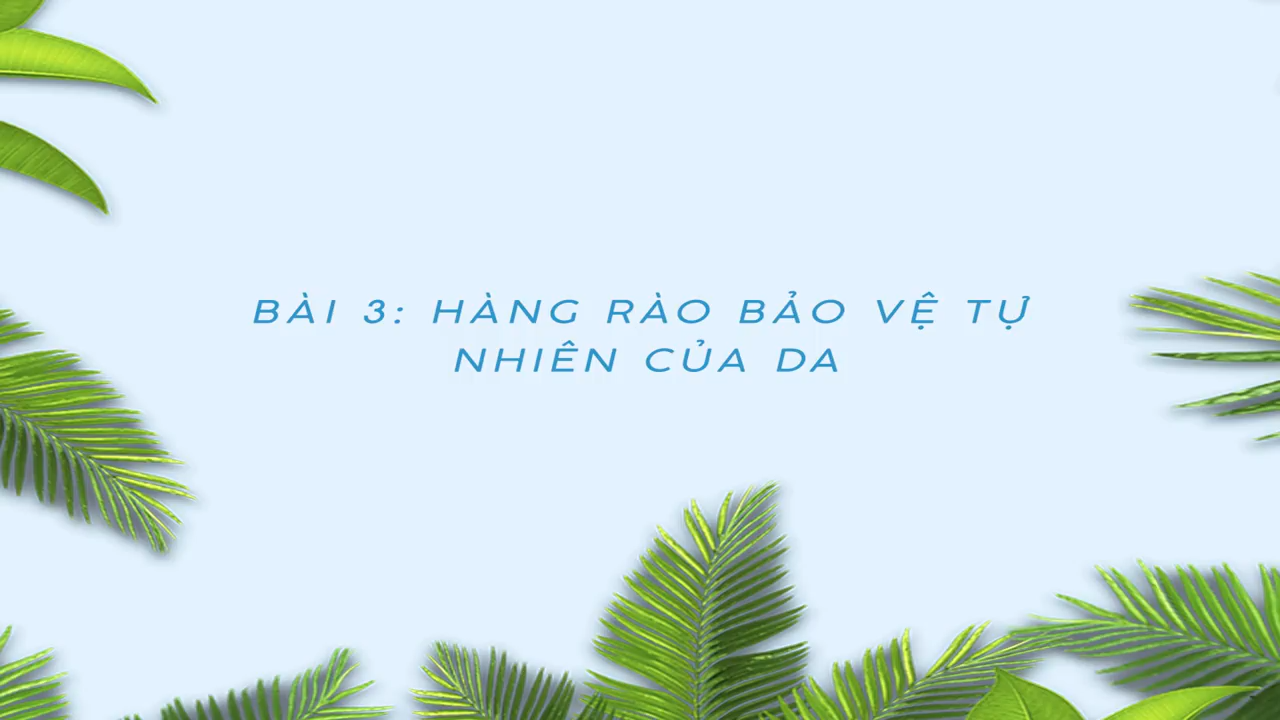 BÀI 3: HÀNG RÀO BẢO VỆ TỰ
NHIÊN CỦA DA